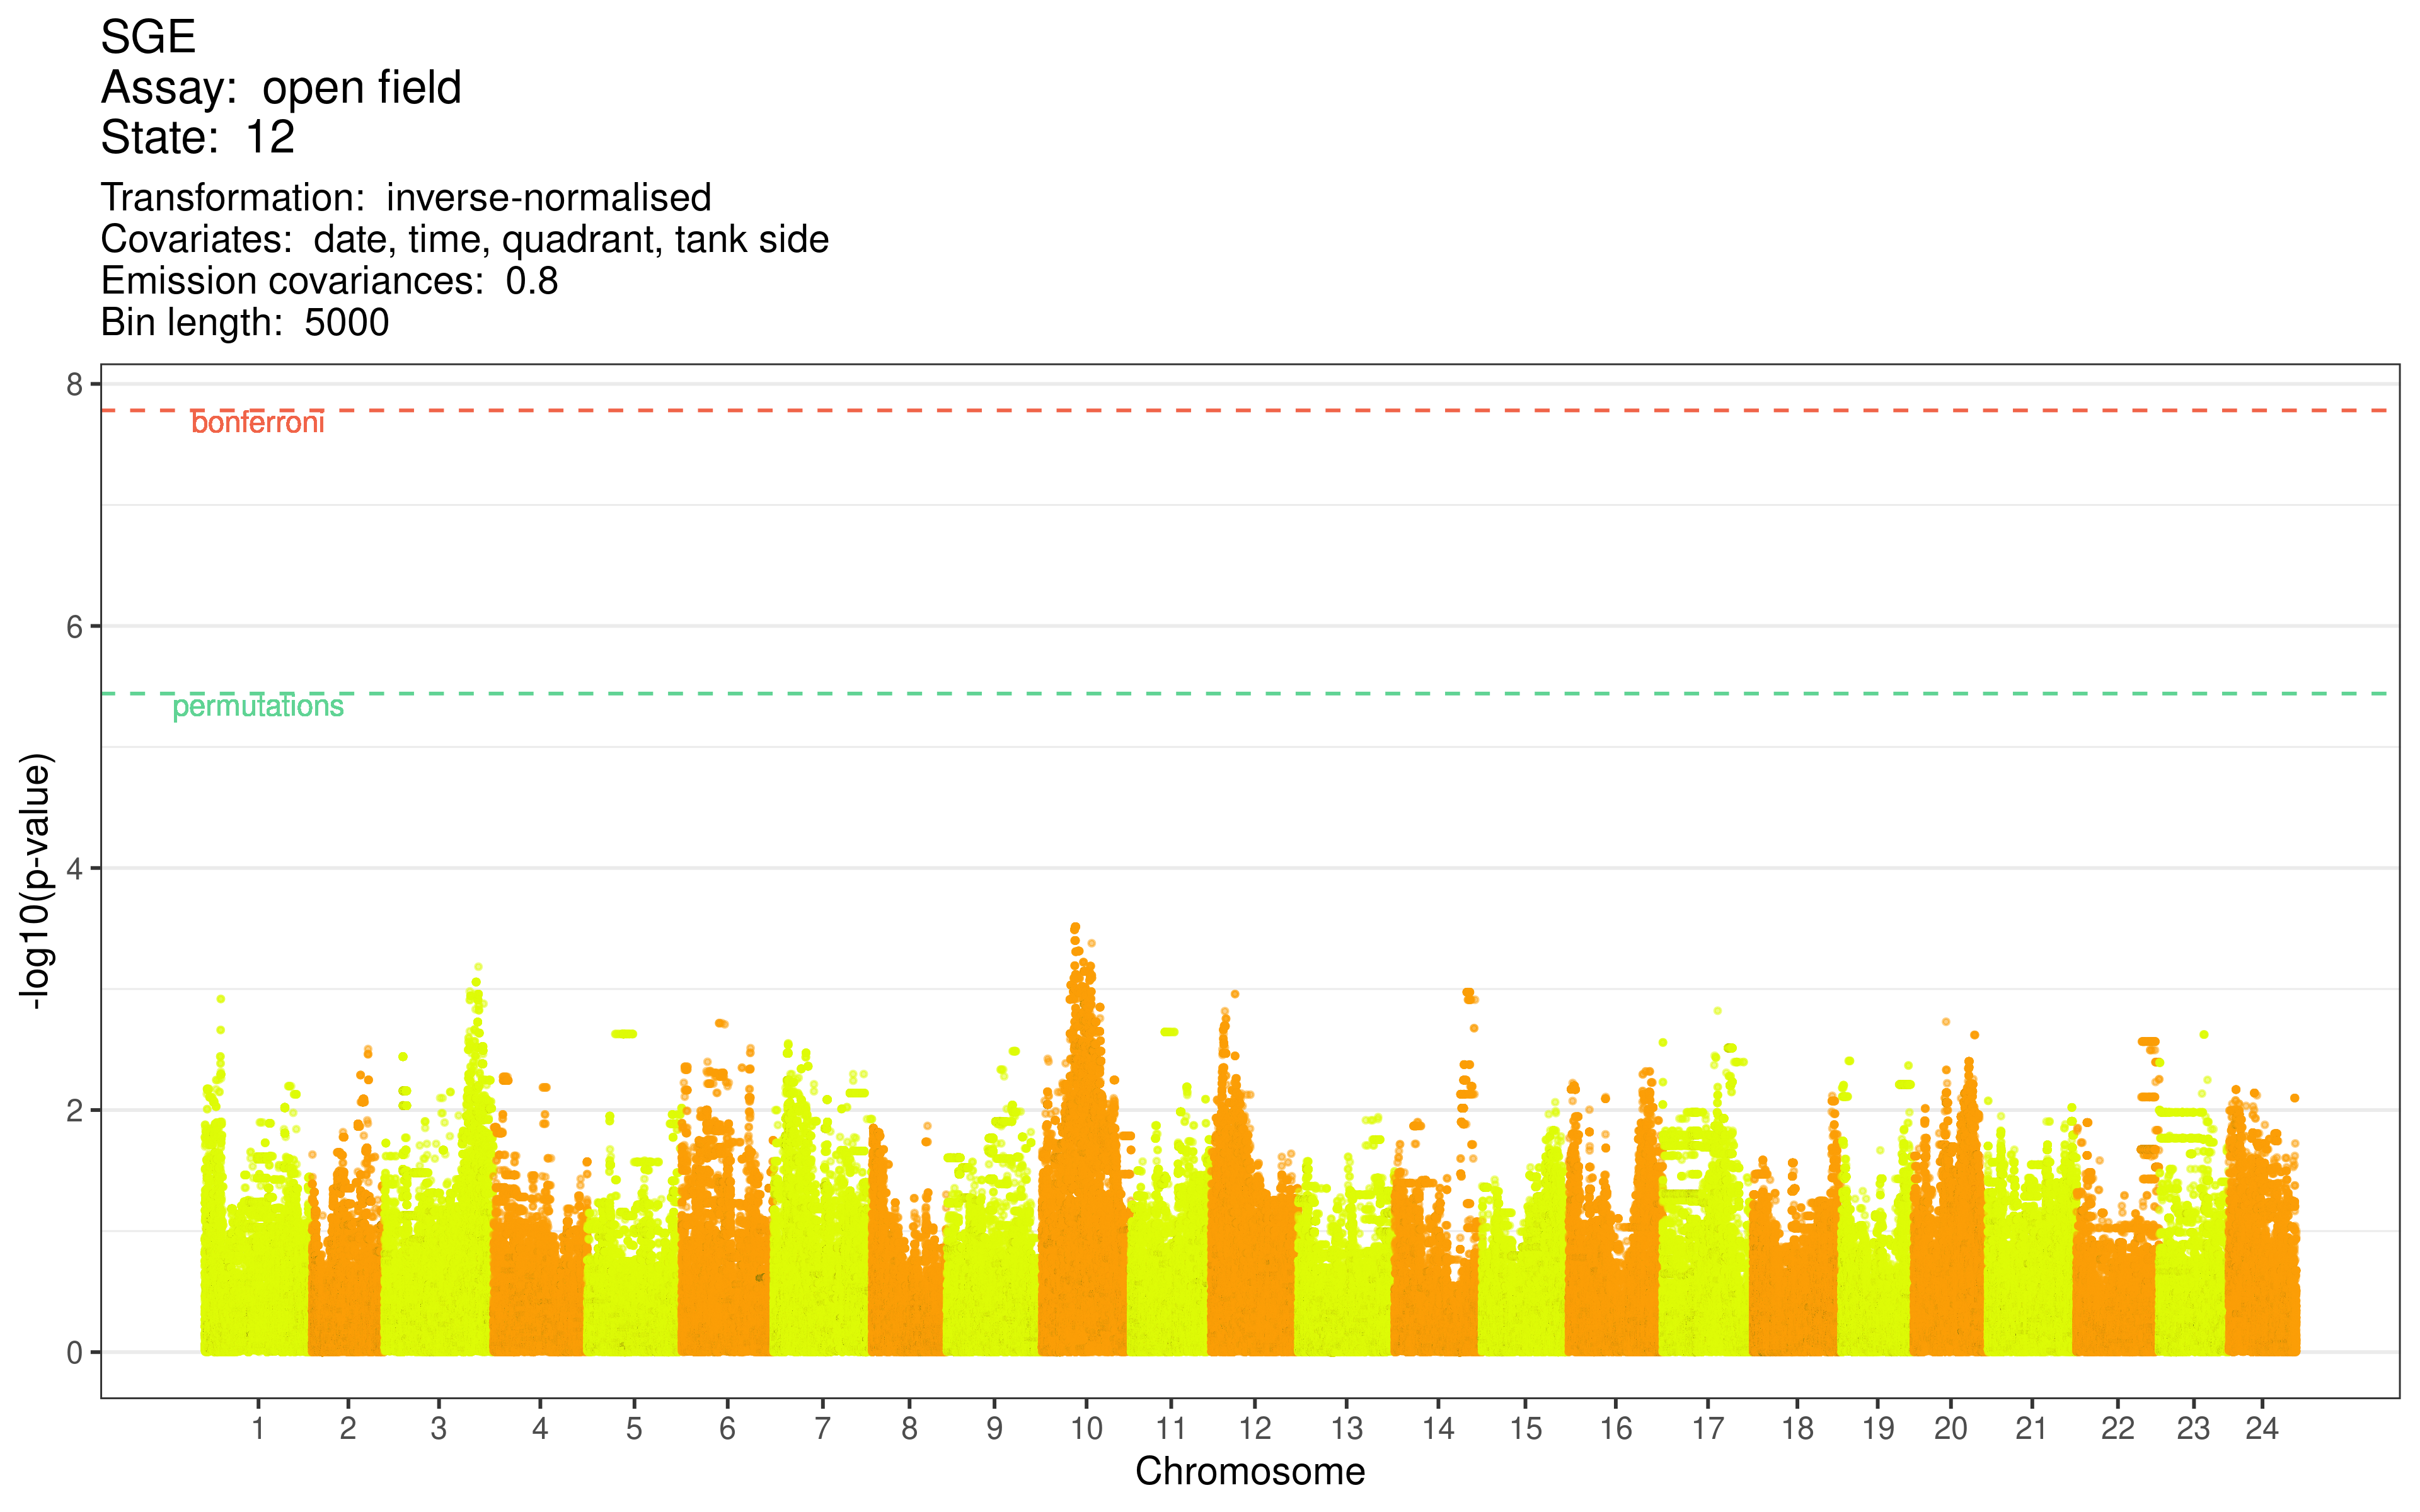 SGE
Assay:  open field
State:  12
Transformation:  inverse-normalised
Covariates:  date, time, quadrant, tank side
Emission covariances:  0.8
Bin length:  5000
8
bonferroni
6
permutations
-log10(p-value)
4
2
0
1 2 3 4 5 6 7 8 9 10 11 12 13 14 15 16 17 18 19 20 21 22 23 24
Chromosome